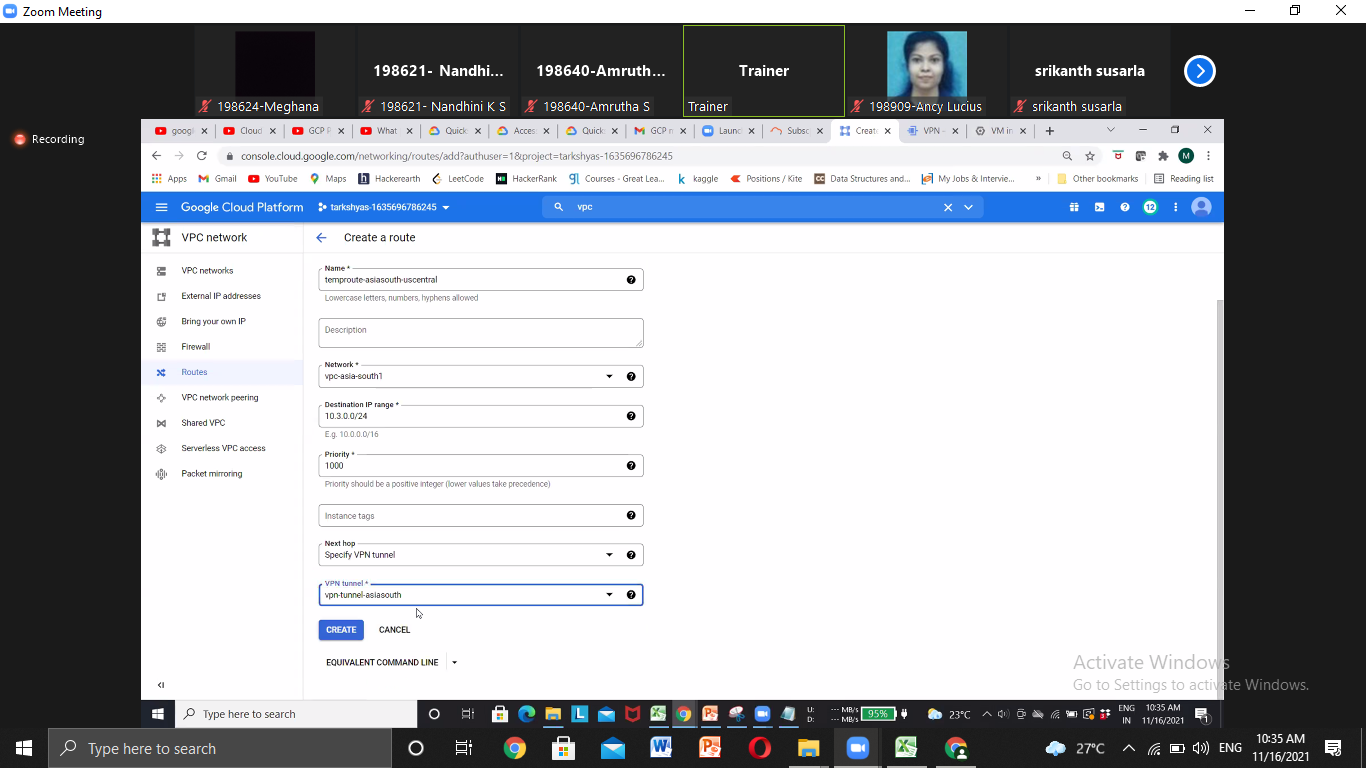 Zoom Meeting
198621- Nandhi...
198640-Amruth...
Trainer
srikanth susarla
198624-Meghana
198621- Nandhini K S
198640-Amrutha S
Trainer
198909-Ancy Lucius
srikanth susarla
Recording
googl
Cloud
GCP F
What
Quick
Acces
Quick
GCP n
Launc
Subsc
Create
VPN -
VM in
console.cloud.google.com/networking/routes/add?authuser=1&project=tarkshyas-1635696786245
M
Apps
Gmail
YouTube
Maps
Hackerearth
LeetCode
HackerRank
Courses - Great Lea...
kaggle
Positions / Kite
Data Structures and...
My Jobs & Intervie...
»
Other bookmarks
Reading list
Google Cloud Platform
tarkshyas-1635696786245
vpc
12
VPC network
Create a route
VPC networks
External IP addresses
Bring your own IP
Firewall
Routes
VPC network peering
Shared VPC
Serverless VPC access
Packet mirroring
Name *
temproute-asiasouth-uscentral
Lowercase letters, numbers, hyphens allowed
Description
Network *
vpc-asia-south1
Destination IP range *
10.3.0.0/24
E.g. 10.0.0.0/16
Priority *
1000
Priority should be a positive integer (lower values take precedence)
Instance tags
Next hop
Specify VPN tunnel
VPN tunnel *
vpn-tunnel-asiasouth
CREATE
CANCEL
EQUIVALENT COMMAND LINE
Activate Windows
Go to Settings to activate Windows.
Type here to search
U:
D:
--- MB/s
--- MB/s
95%
23°C
ENG
IN
10:35 AM
11/16/2021
1
Type here to search
27°C
ENG
10:35 AM
11/16/2021